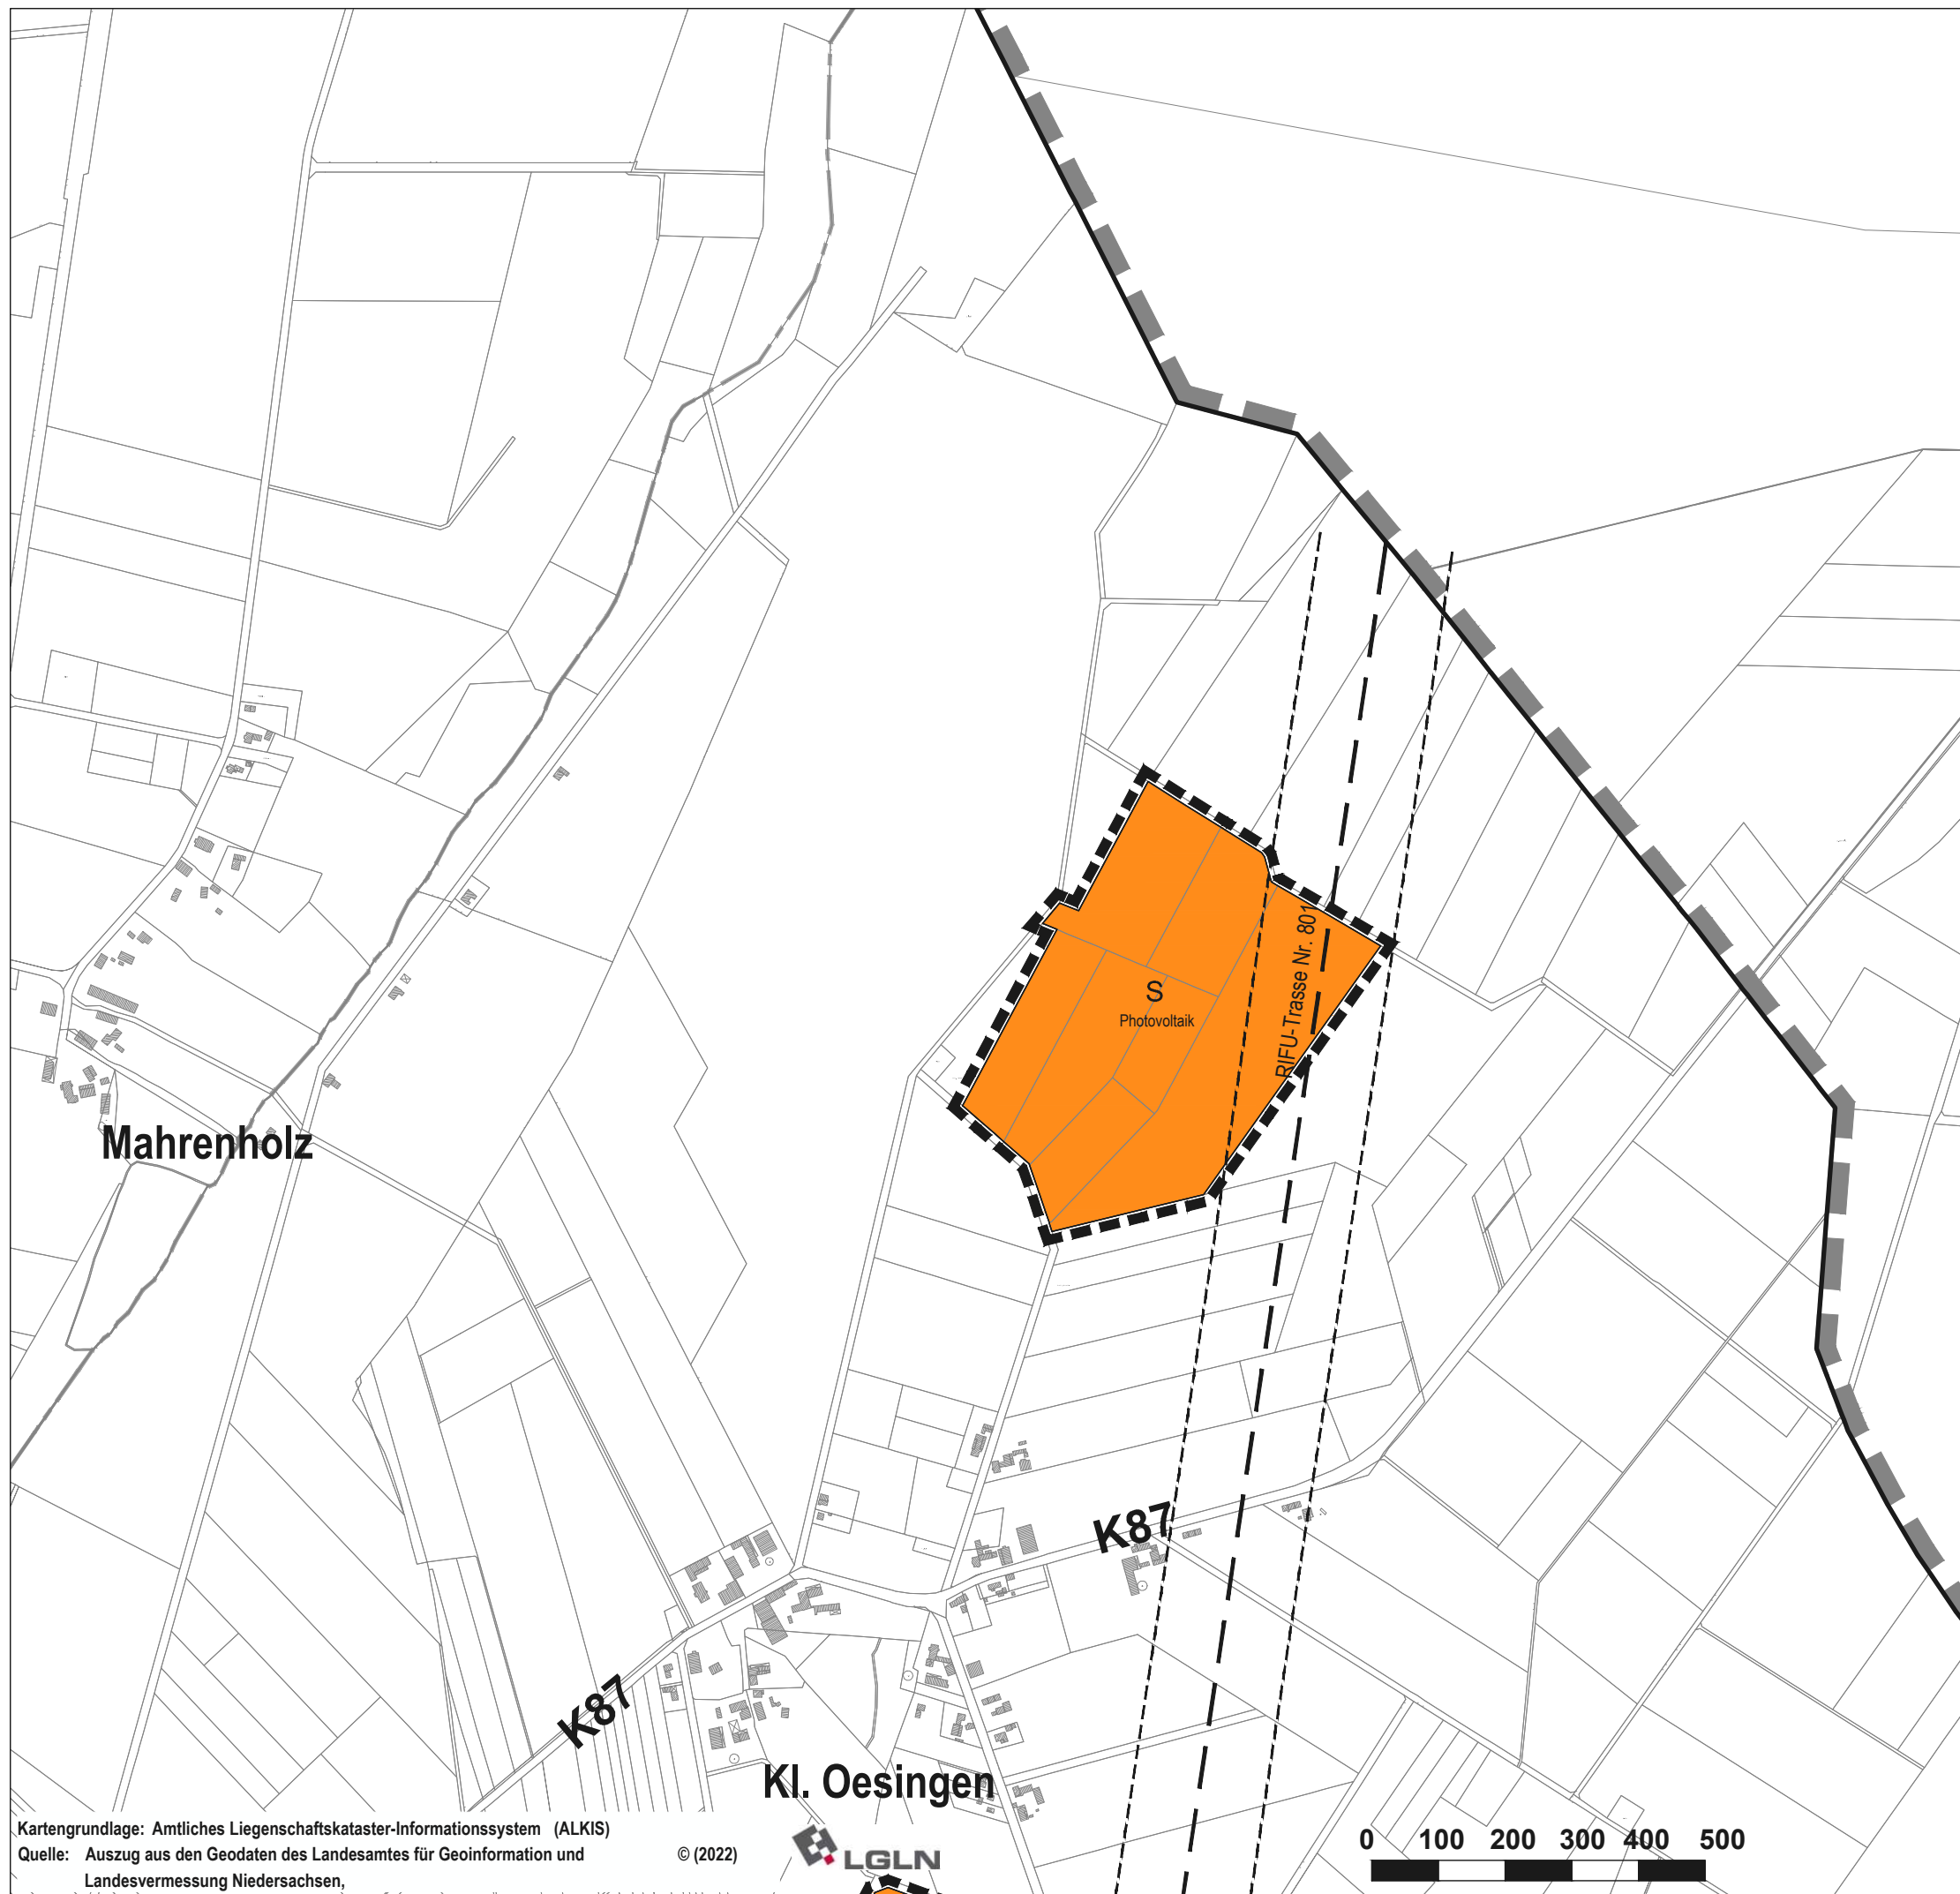 RIFU-Trasse Nr. 801
S
Photovoltaik
Mahrenholz
K87
K87
Kl. Oesingen
Kartengrundlage: Amtliches Liegenschaftskataster-Informationssystem (ALKIS)
Quelle: Auszug aus den Geodaten des Landesamtes für Geoinformation und © (2022)
Landesvermessung Niedersachsen,
LGLN
0 100 200 300 400 500